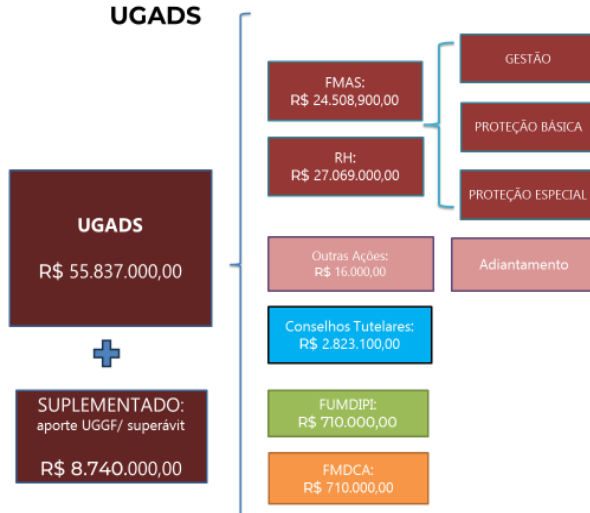 UGADS
UGADS
R$ 55.837.000,00
SUPLEMENTADO:
aporte UGGF/ superávit
R$ 8.740.000,00
FMAS:
R$ 24.508,900,00
RH:
R$ 27.069.000,00
GESTÃO
PROTEÇÃO BÁSICA
PROTEÇÃO ESPECIAL
Outras Ações:
R$ 16.000,00
Adiantamento
Conselhos Tutelares:
R$ 2.823.100,00
FUMDIPI:
R$ 710.000,00
FMDCA:
R$ 710.000,00